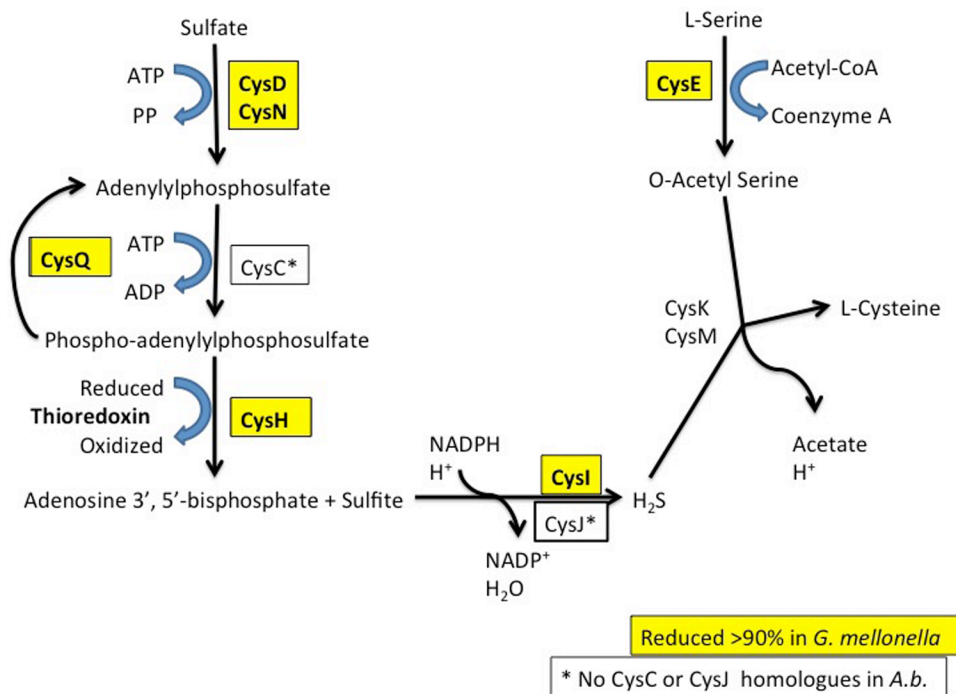 Sulfate
ATP
PP
CysD
CysN
Adenylylphosphosulfate
CysQ
ATP
ADP
CysC*
Phospho-adenylylphosphosulfate
Reduced
Thioredoxin
Oxidized
CysH
Adenosine 3’, 5’-bisphosphate + Sulfite
NADPH
H+
CysI
CysJ*
NADP+
H2O
H2S
L-Serine
CysE
Acetyl-CoA
Coenzyme A
O-Acetyl Serine
CysK
CysM
L-Cysteine
Acetate
H+
Reduced >90% in G. mellonella
* No CysC or CysJ homologues in A.b.